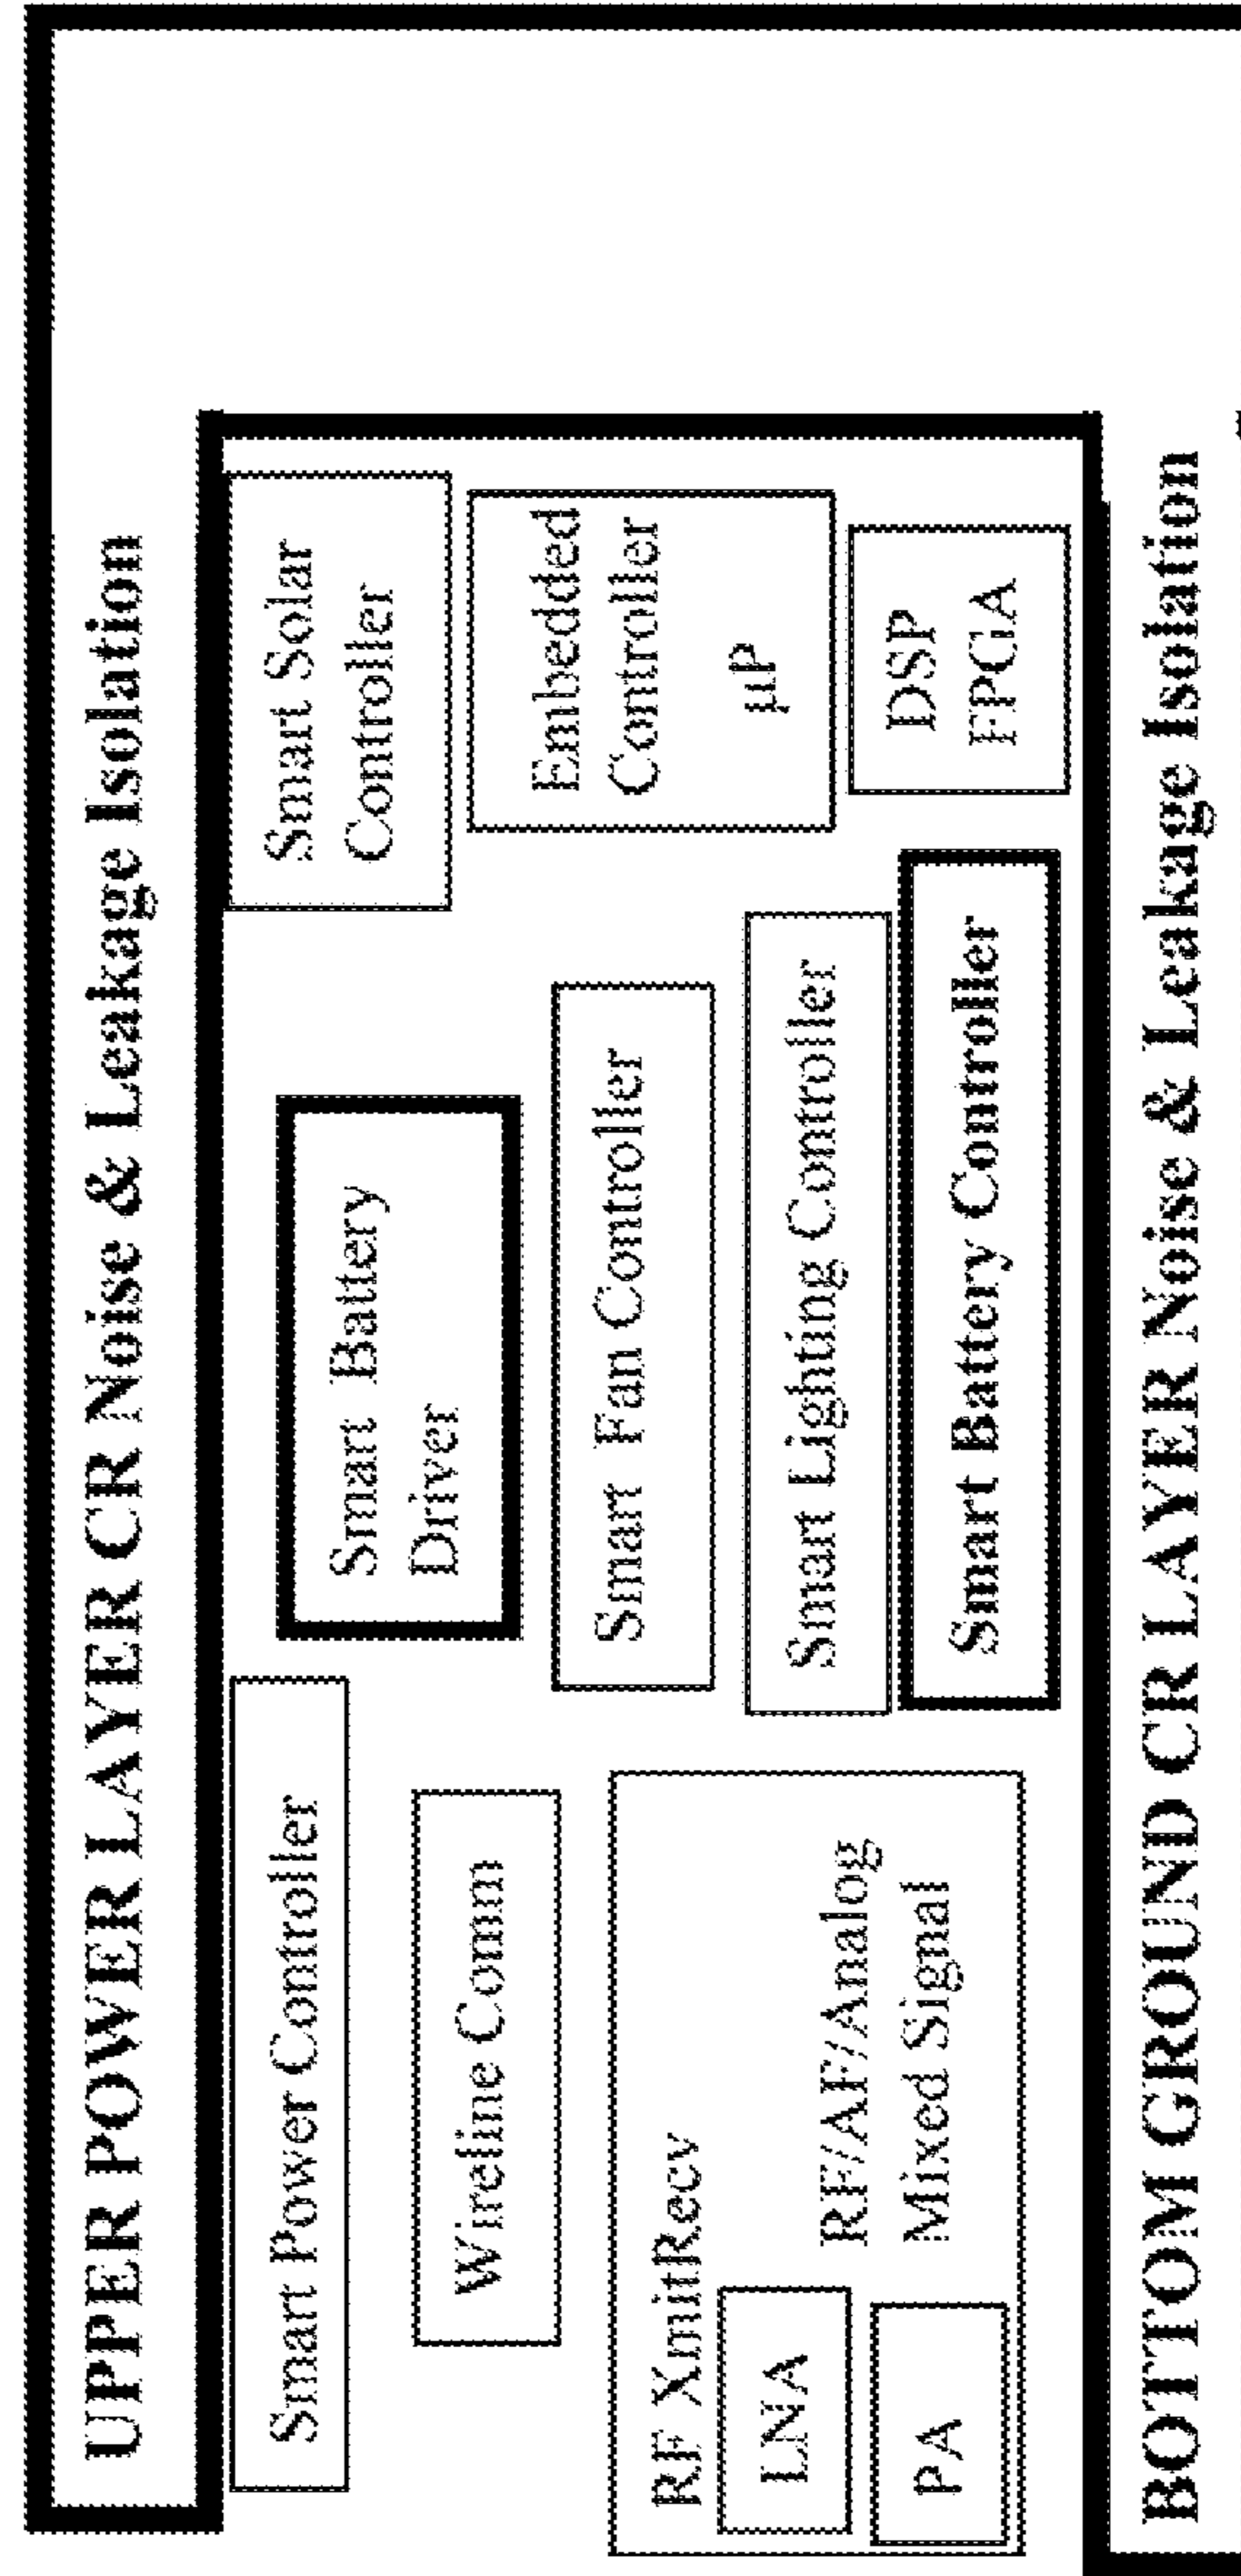 UPPER POWER LAYER CR Noise & Leakage Isolation
Smart Power Controller
Smart Battery
Driver
Smart Solar
Controller
Wireline Comm
Smart Fan Controller
Embedded
Controller
µP
RF XmitRecv
LNA
PA
RF/AF/Analog
Mixed Signal
Smart Lighting Controller
Smart Battery Controller
DSP
FPGA
BOTTOM GROUND CR LAYER Noise & Leakage Isolation